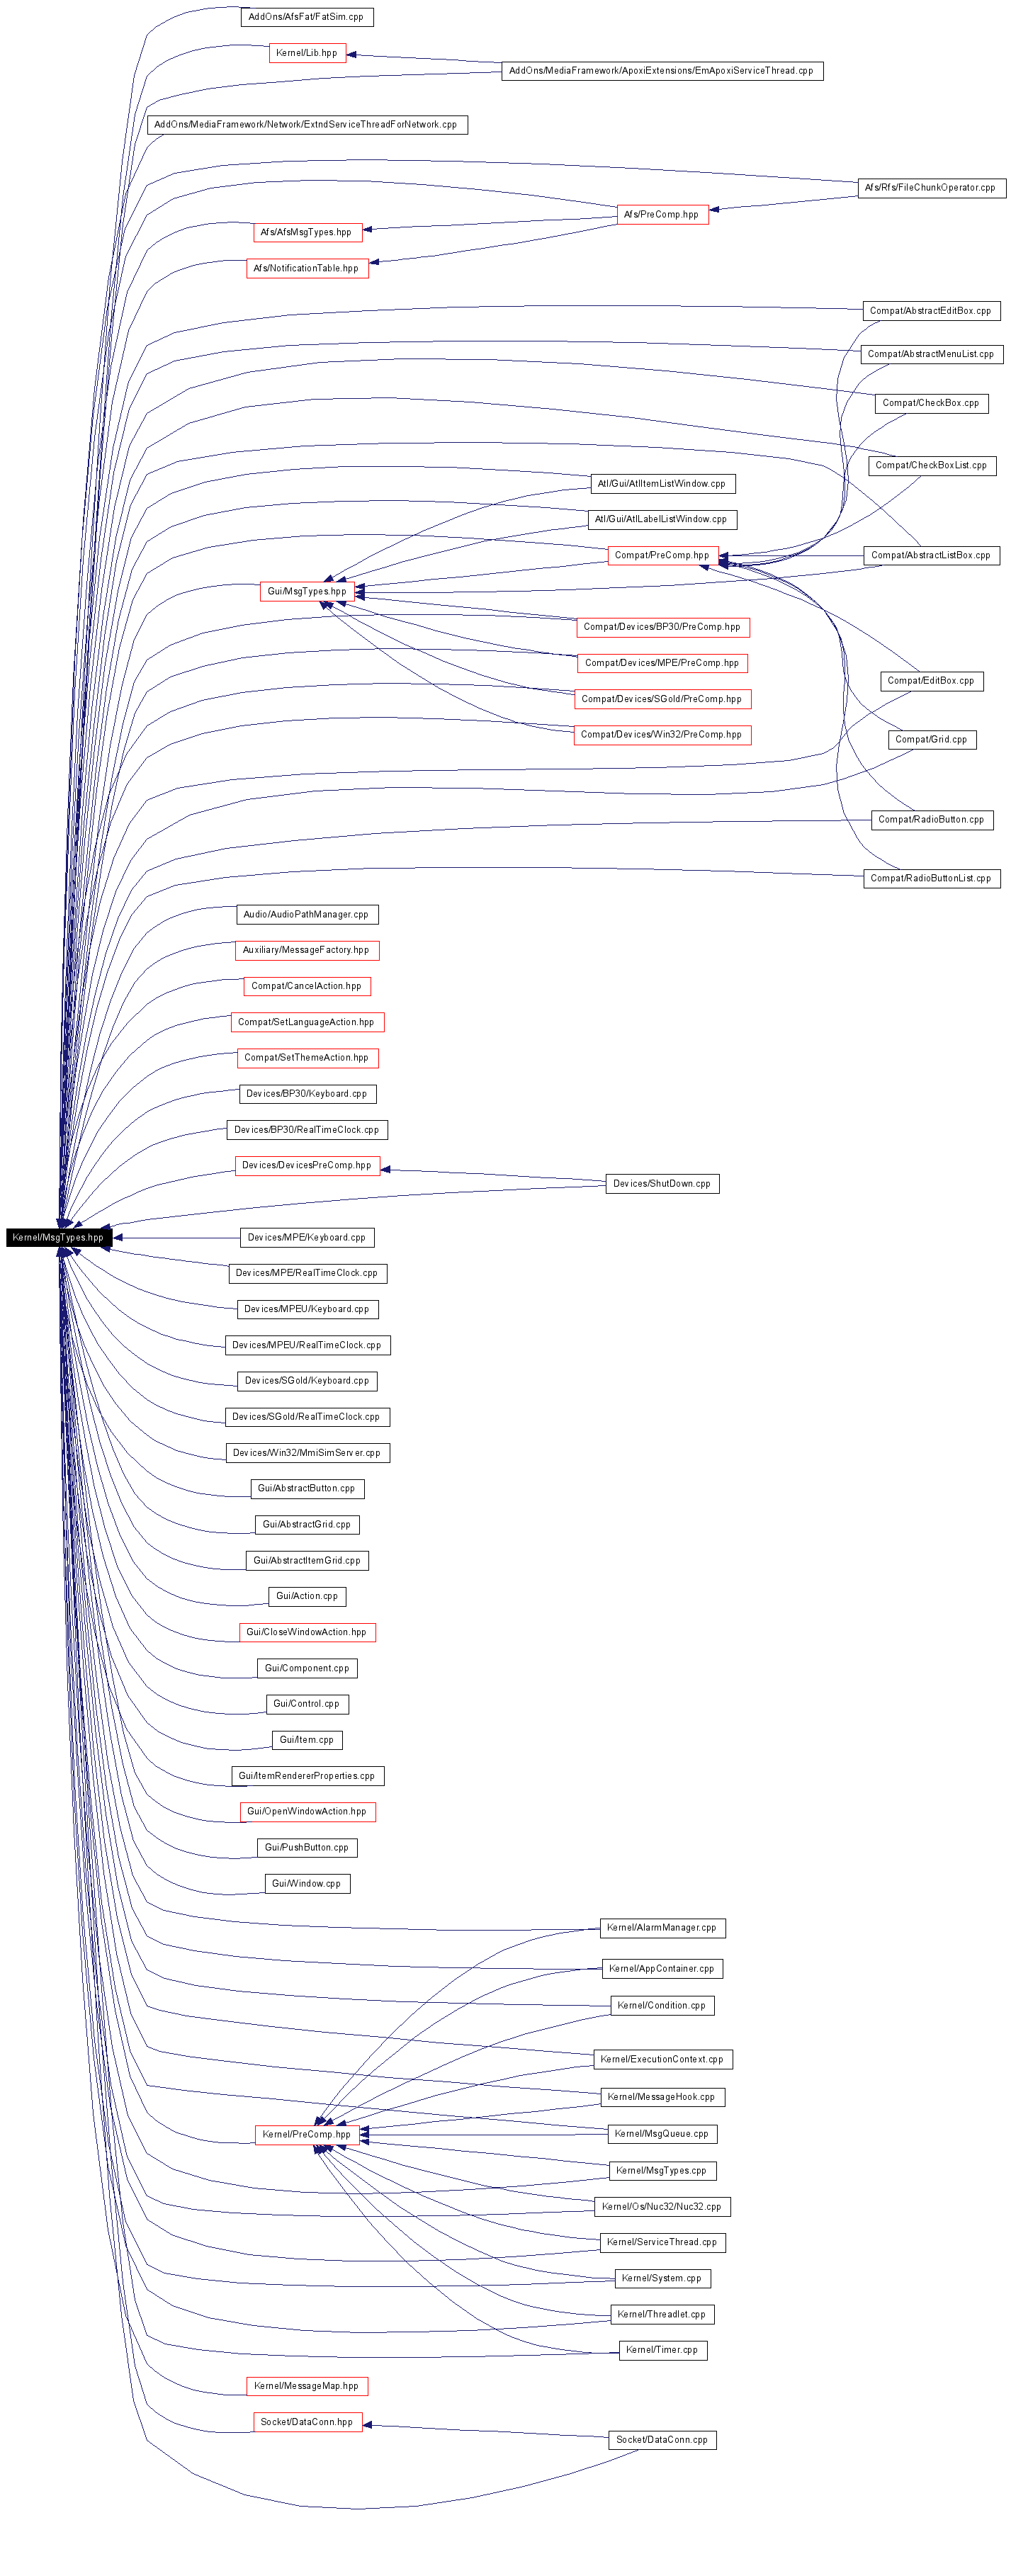 AddOns/AfsFat/FatSim.cpp
Kernel/Lib.hpp
AddOns/MediaFramework/ApoxiExtensions/EmApoxiServiceThread.cpp
AddOns/MediaFramework/Network/ExtndServiceThreadForNetwork.cpp
Afs/Rfs/FileChunkOperator.cpp
Afs/PreComp.hpp
Afs/AfsMsgTypes.hpp
Afs/NotificationTable.hpp
Compat/AbstractEditBox.cpp
Compat/AbstractMenuList.cpp
Compat/CheckBox.cpp
Compat/CheckBoxList.cpp
Atl/Gui/AtlItemListWindow.cpp
Atl/Gui/AtlLabelListWindow.cpp
Compat/PreComp.hpp
Compat/AbstractListBox.cpp
Gui/MsgTypes.hpp
Compat/Devices/BP30/PreComp.hpp
Compat/Devices/MPE/PreComp.hpp
Compat/EditBox.cpp
Compat/Devices/SGold/PreComp.hpp
Compat/Devices/Win32/PreComp.hpp
Compat/Grid.cpp
Compat/RadioButton.cpp
Compat/RadioButtonList.cpp
Audio/AudioPathManager.cpp
Auxiliary/MessageFactory.hpp
Compat/CancelAction.hpp
Compat/SetLanguageAction.hpp
Compat/SetThemeAction.hpp
Devices/BP30/Keyboard.cpp
Devices/BP30/RealTimeClock.cpp
Devices/DevicesPreComp.hpp
Devices/ShutDown.cpp
Kernel/MsgTypes.hpp
Devices/MPE/Keyboard.cpp
Devices/MPE/RealTimeClock.cpp
Devices/MPEU/Keyboard.cpp
Devices/MPEU/RealTimeClock.cpp
Devices/SGold/Keyboard.cpp
Devices/SGold/RealTimeClock.cpp
Devices/Win32/MmiSimServer.cpp
Gui/AbstractButton.cpp
Gui/AbstractGrid.cpp
Gui/AbstractItemGrid.cpp
Gui/Action.cpp
Gui/CloseWindowAction.hpp
Gui/Component.cpp
Gui/Control.cpp
Gui/Item.cpp
Gui/ItemRendererProperties.cpp
Gui/OpenWindowAction.hpp
Gui/PushButton.cpp
Gui/Window.cpp
Kernel/AlarmManager.cpp
Kernel/AppContainer.cpp
Kernel/Condition.cpp
Kernel/ExecutionContext.cpp
Kernel/MessageHook.cpp
Kernel/PreComp.hpp
Kernel/MsgQueue.cpp
Kernel/MsgTypes.cpp
Kernel/Os/Nuc32/Nuc32.cpp
Kernel/ServiceThread.cpp
Kernel/System.cpp
Kernel/Threadlet.cpp
Kernel/Timer.cpp
Kernel/MessageMap.hpp
Socket/DataConn.hpp
Socket/DataConn.cpp